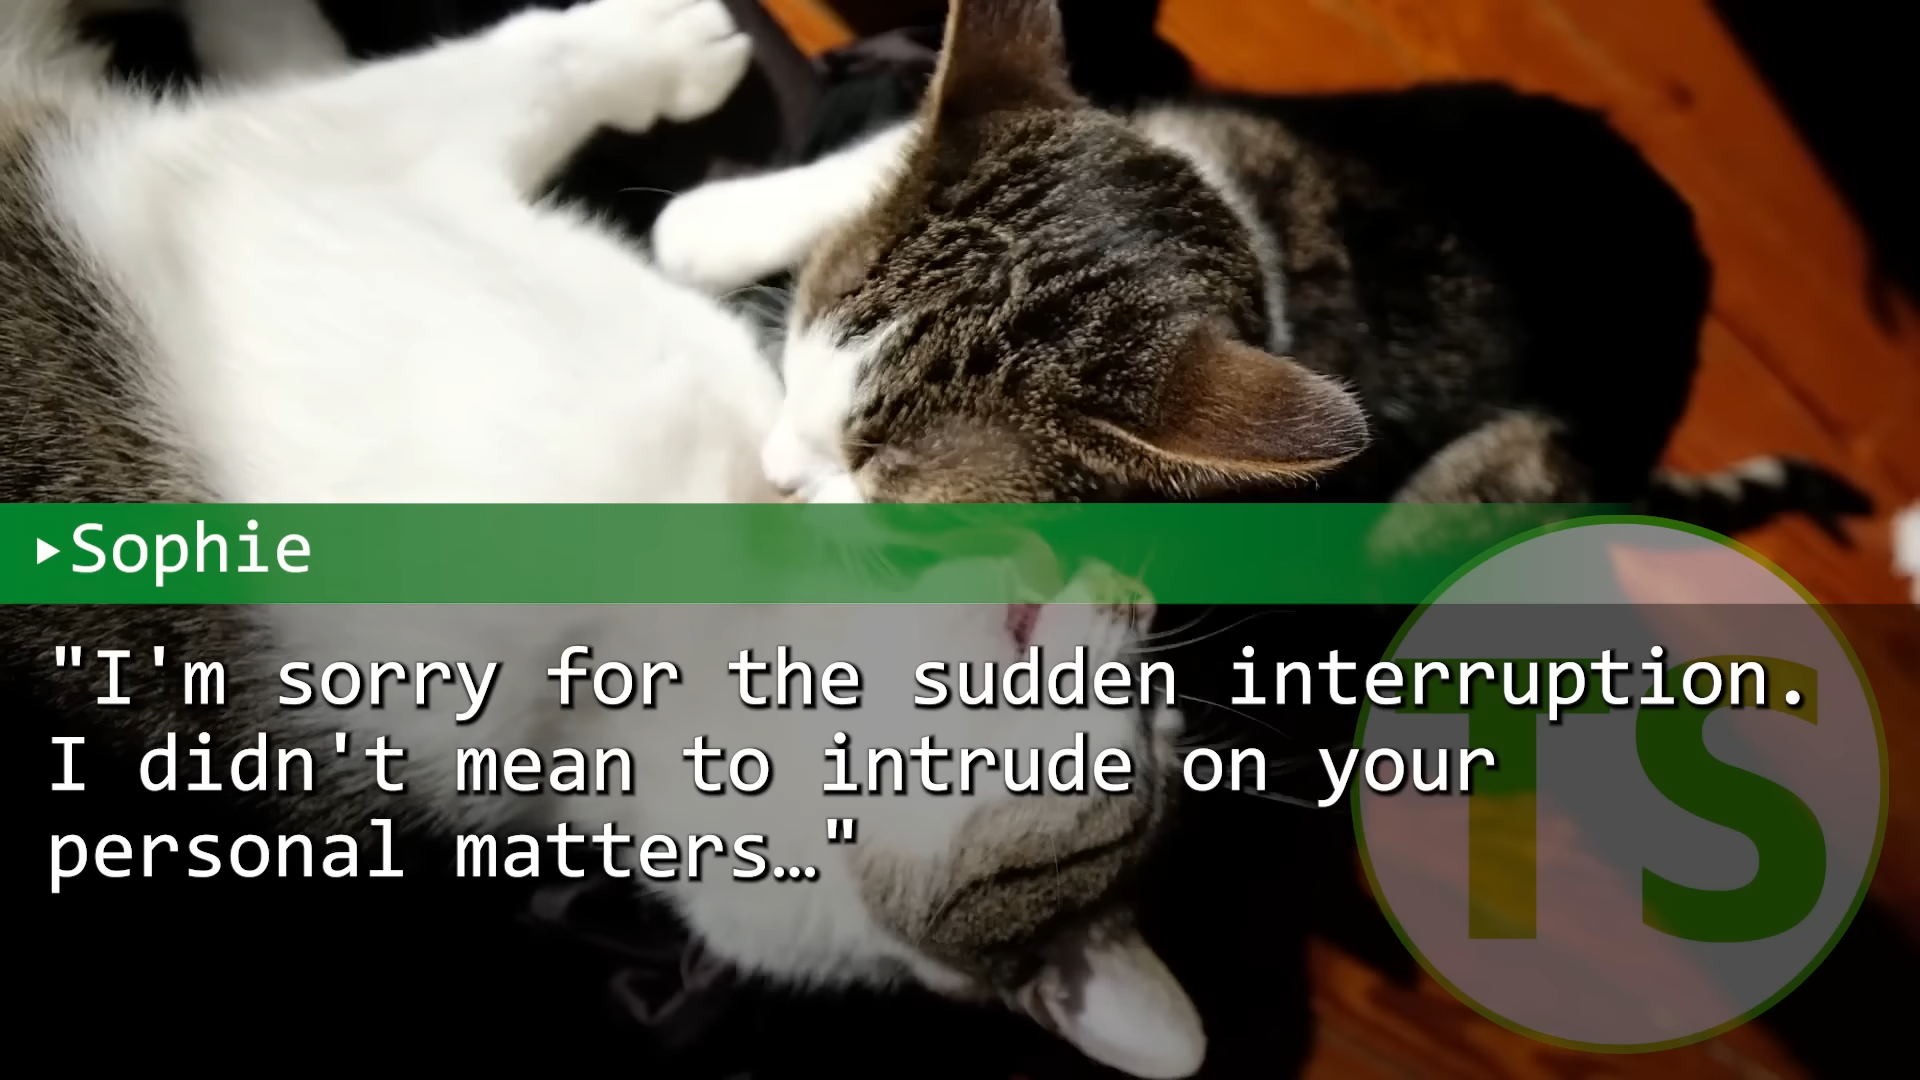 ▶Sophie
"I'm sorry for the sudden interruption.
I didn't mean to intrude on your
personal matters…"
TS